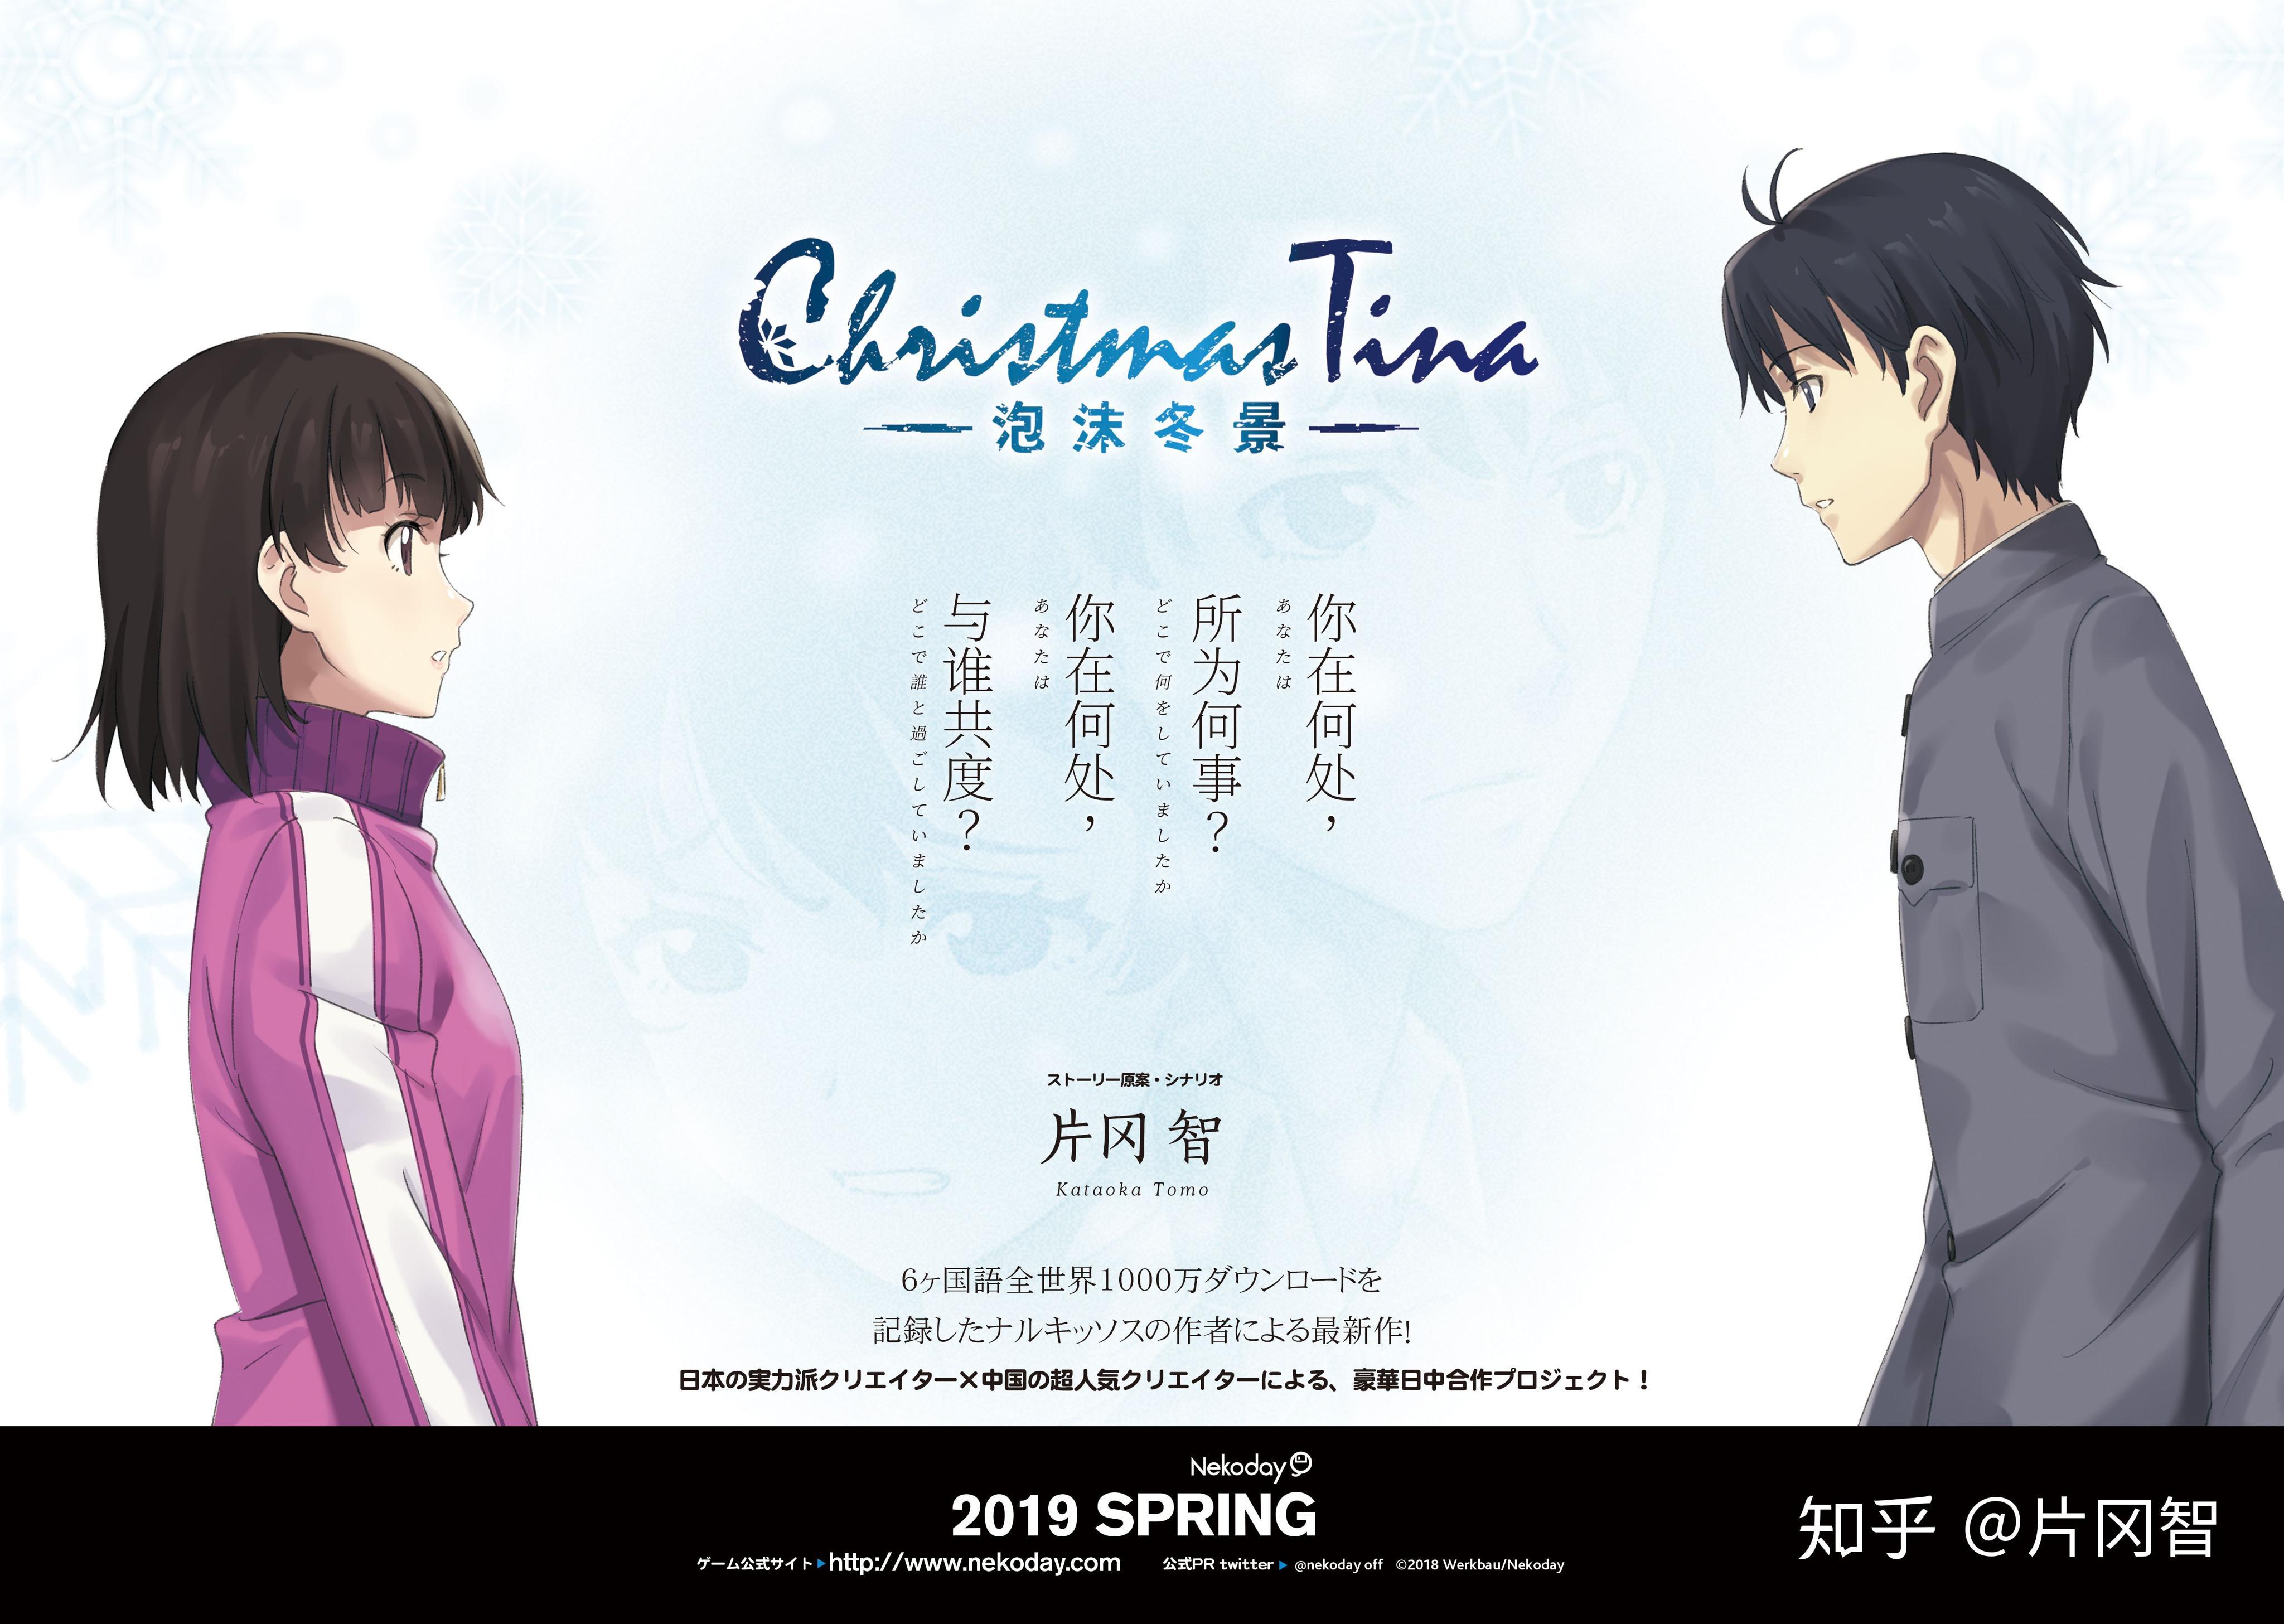 Christmas Tina
泡沫冬景
你在何处，
あなたは
所为何事？
どこで何をしていましたか
你在何处，
あなたは
与谁共度？
どこで誰と過ごしていましたか
ストーリー原案・シナリオ
片冈 智
Kataoka Tomo
6ヶ国語全世界1000万ダウンロードを
記録したナルキッソスの作者による最新作!
日本の実力派クリエイター×中国の超人気クリエイターによる、豪華日中合作プロジェクト！
Nekoday
2019 SPRING
ゲーム公式サイト▶http://www.nekoday.com 公式PR twitter ▶ @nekoday off ©2018 Werkbau/Nekoday
知乎 @片冈智